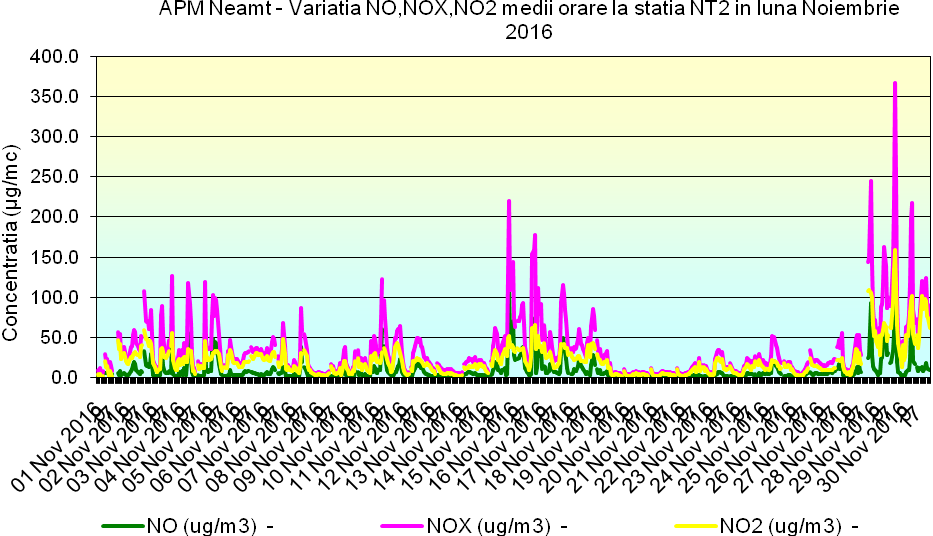 APM Neamt - Variatia NO,NOX,NO2 medii orare la statia NT2 in luna Noiembrie
2016
Concentratia (µg/mc)
400.0
350.0
300.0
250.0
200.0
150.0
100.0
50.0
0.0
01 Nov 2016
02 Nov 2016
03 Nov 2016
04 Nov 2016
05 Nov 2016
06 Nov 2016
07 Nov 2016
08 Nov 2016
09 Nov 2016
10 Nov 2016
11 Nov 2016
12 Nov 2016
13 Nov 2016
14 Nov 2016
15 Nov 2016
16 Nov 2016
17 Nov 2016
18 Nov 2016
19 Nov 2016
20 Nov 2016
21 Nov 2016
22 Nov 2016
23 Nov 2016
24 Nov 2016
25 Nov 2016
26 Nov 2016
27 Nov 2016
28 Nov 2016
29 Nov 2016
30 Nov 2016
17
NO (ug/m3) -
NOX (ug/m3) -
NO2 (ug/m3) -